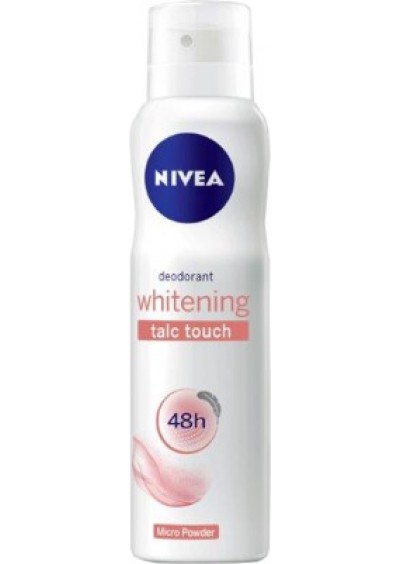 NIVEA
deodorant
whitening
talc touch
48h
Micro Powder